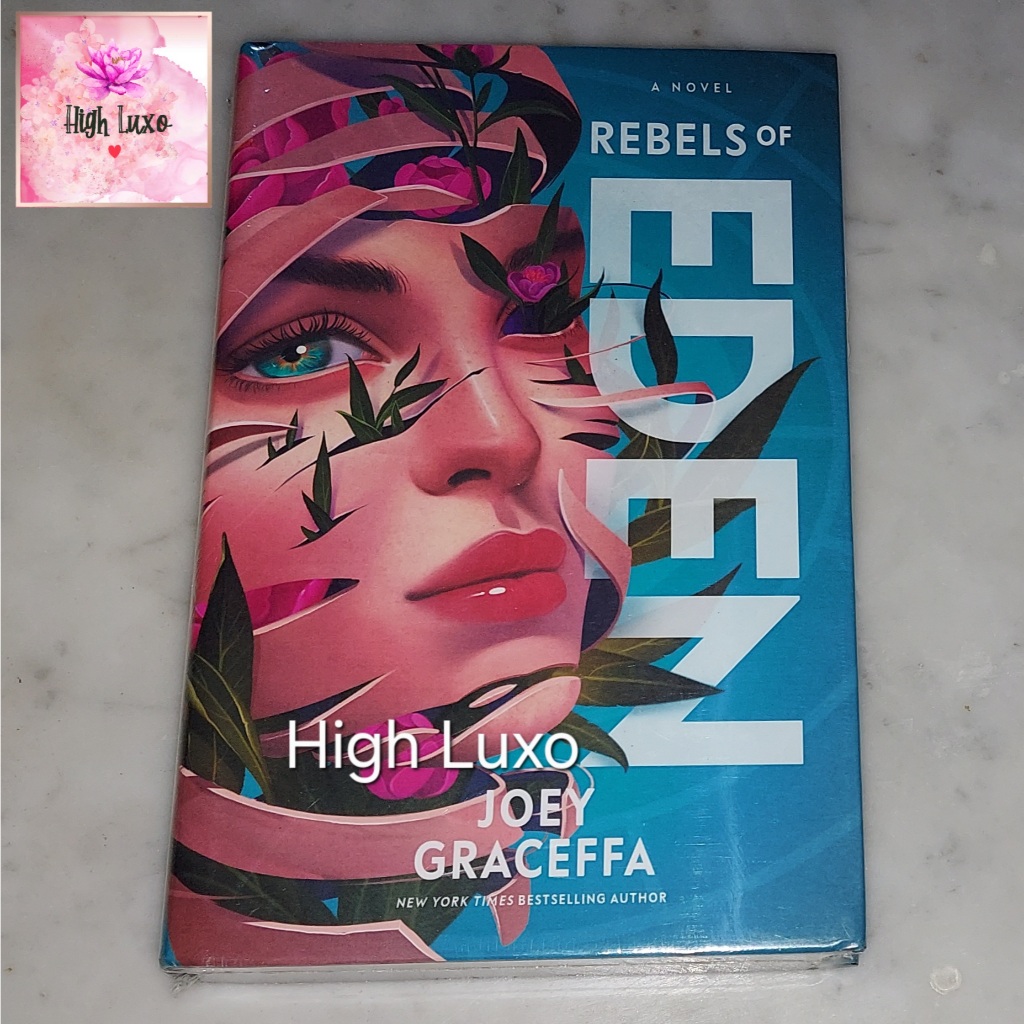 High Luxo
A NOVEL
REBELS OF
EDEN
High Luxo
JOEY
GRACEFFA
NEW YORK TIMES BESTSELLING AUTHOR